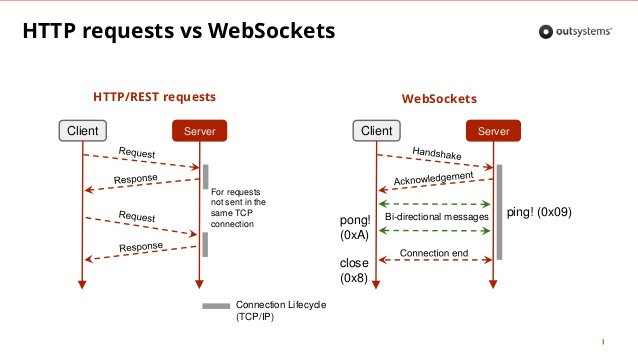 HTTP requests vs WebSockets
outsystems
HTTP/REST requests
Client
Server
Request
Response
For requests
not sent in the
same TCP
connection
Request
Response
Connection Lifecycle
(TCP/IP)
WebSockets
Client
Server
Handshake
Acknowledgement
Bi-directional messages
ping! (0x09)
pong!
(0xA)
Connection end
close
(0x8)